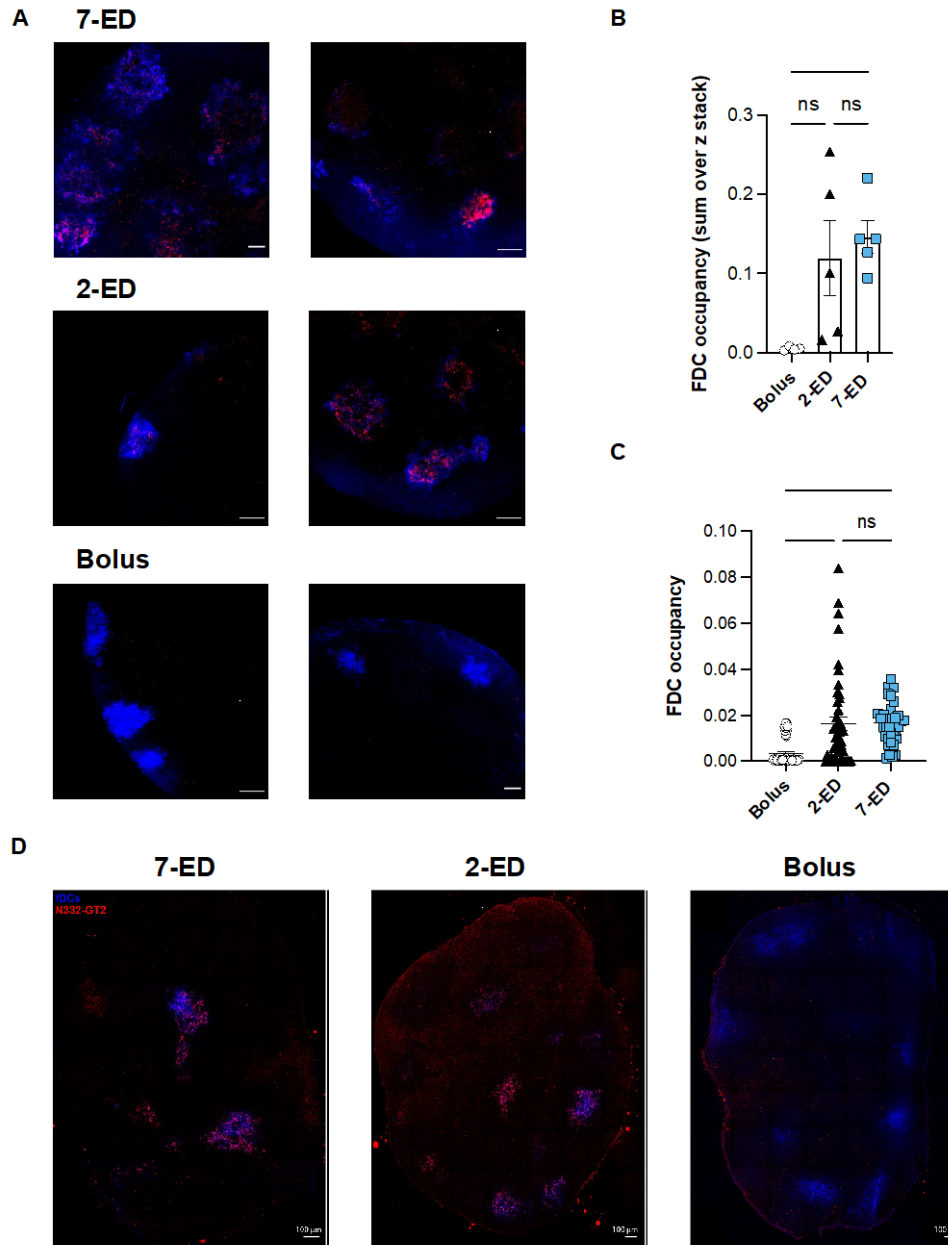 A
7-ED
2-ED
Bolus
B
ns ns
0.3
0.2
0.1
0.0
FDC occupancy (sum over z stack)
Bolus
2-ED
7-ED
C
ns
0.10
0.08
0.06
0.04
0.02
0.00
FDC occupancy
Bolus
2-ED
7-ED
D
7-ED
2-ED
Bolus
fDCs
N332-GT2
100 µm
100 µm
100